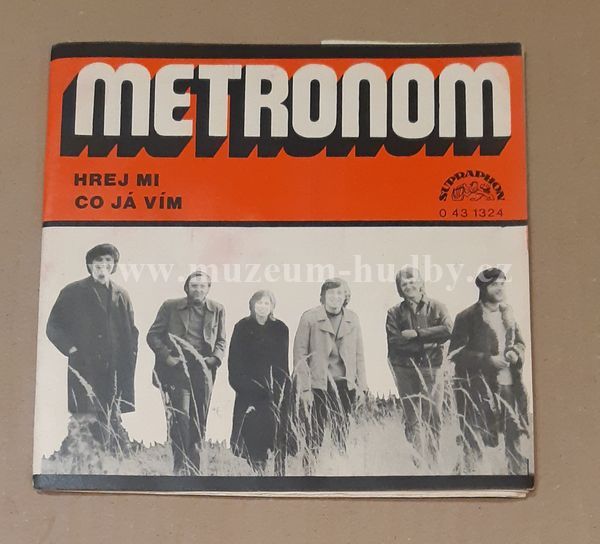 METRONOM
HREJ MI
CO JÁ VÍM
SUPRAPHON
0 43 1324
www.muzeum-hudby.cz